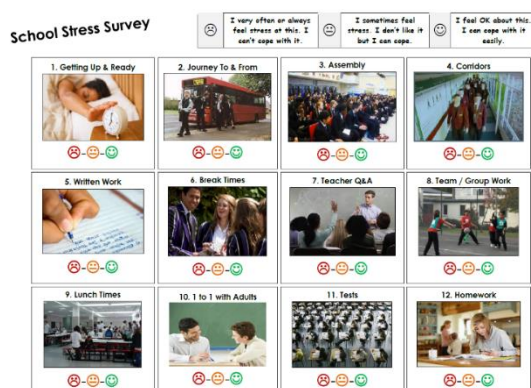 School Stress Survey
I very often or always
feel stress at this. I
can't cope with it.
I sometimes feel
stress. I don't like it
but I can cope.
I feel OK about this.
I can cope with it
easily.
1. Getting Up & Ready
2. Journey To & From
3. Assembly
4. Corridors
5. Written Work
6. Break Times
7. Teacher Q&A
8. Team / Group Work
9. Lunch Times
10. 1 to 1 with Adults
11. Tests
12. Homework